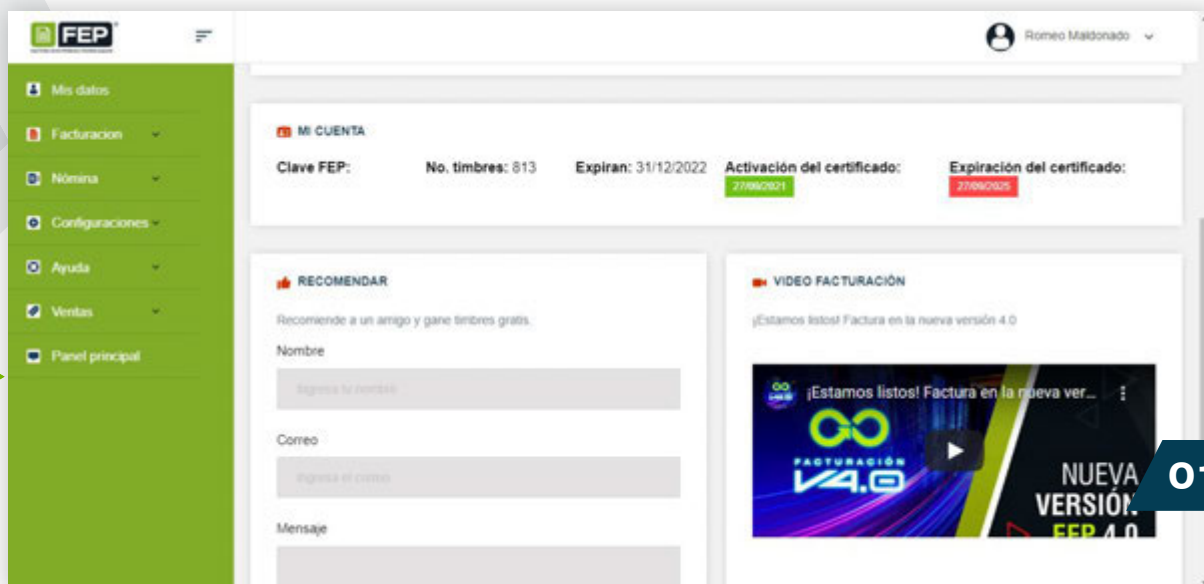 FEP
Romeo Maldonado
Mis datos
Facturacion
Nómina
Configuraciones
Ayuda
Ventas
Panel principal
MI CUENTA
Clave FEP:
No. timbres: 813
Expiran: 31/12/2022
Activación del certificado:
27/09/2021
Expiración del certificado:
27/09/2025
RECOMENDAR
Recomiende a un amigo y gane timbres gratis.
Nombre
Ingresa tu nombre
Correo
Ingresa el correo
Mensaje
VIDEO FACTURACIÓN
¡Estamos listos! Factura en la nueva versión 4.0
¡Estamos listos! Factura en la nueva ver...
GO
FACTURACIÓN
V4.0
NUEVA
VERSIÓN
FEP 4.0